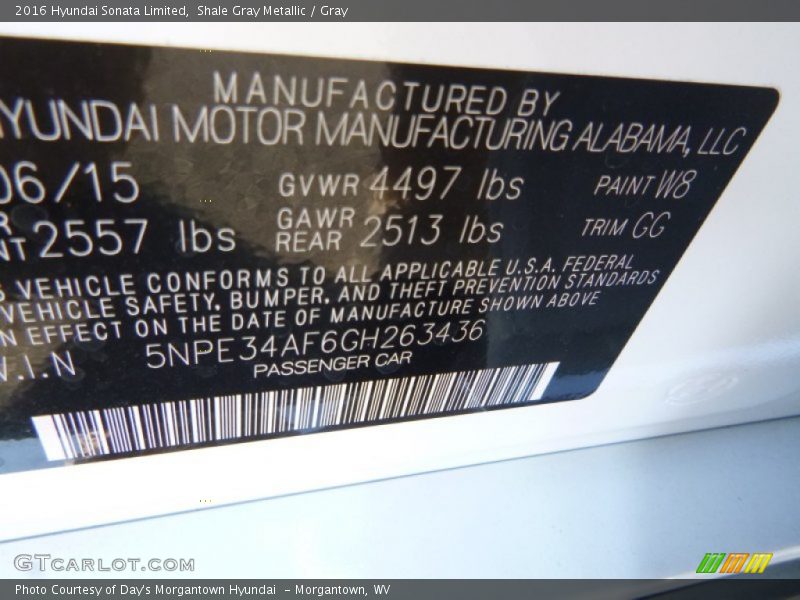 2016 Hyundai Sonata Limited, Shale Gray Metallic / Gray
MANUFACTURED BY
HYUNDAI MOTOR MANUFACTURING ALABAMA, LLC
06/15 GVWR 4497 lbs PAINT W8
2557 lbs GAWR REAR 2513 lbs TRIM GG
VEHICLE CONFORMS TO ALL APPLICABLE U.S.A. FEDERAL
VEHICLE SAFETY, BUMPER, AND THEFT PREVENTION STANDARDS
IN EFFECT ON THE DATE OF MANUFACTURE SHOWN ABOVE
V.I.N 5NPE34AF6GH263436
PASSENGER CAR
GTCARLOT.COM
Photo Courtesy of Day's Morgantown Hyundai - Morgantown, WV